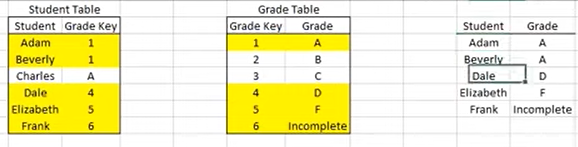 Student Table Grade Table
Student Grade Key Grade Key Grade Student Grade
Adam 1 1 A Adam A
Beverly 1 2 B Beverly A
Charles A 3 C Dale D
Dale 4 4 D Elizabeth F
Elizabeth 5 5 F Frank Incomplete
Frank 6 6 Incomplete